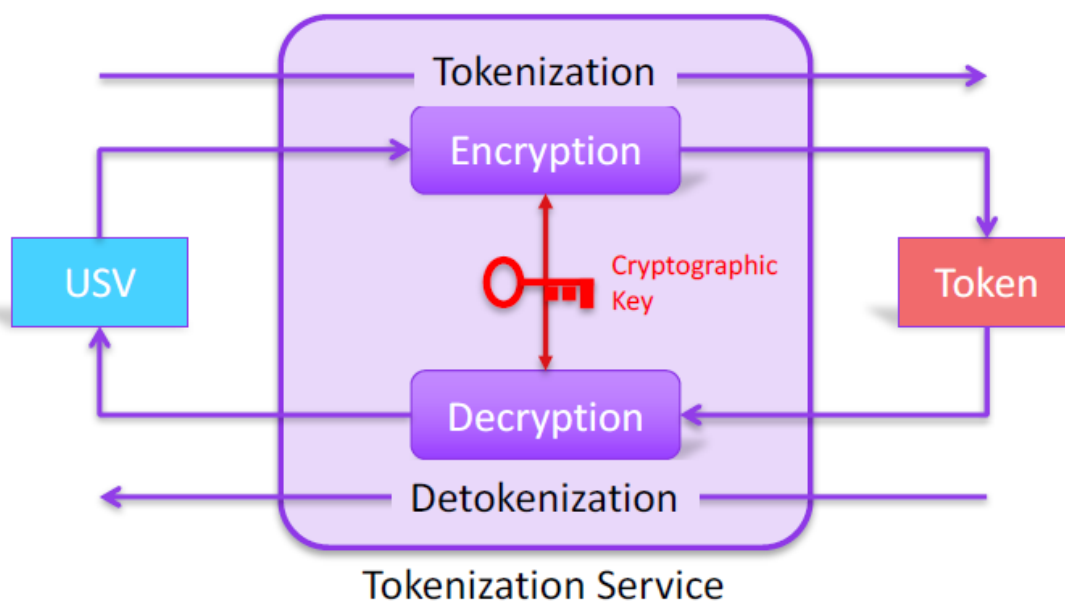 Tokenization
Encryption
USV
Cryptographic
Key
Token
Decryption
Detokenization
Tokenization Service